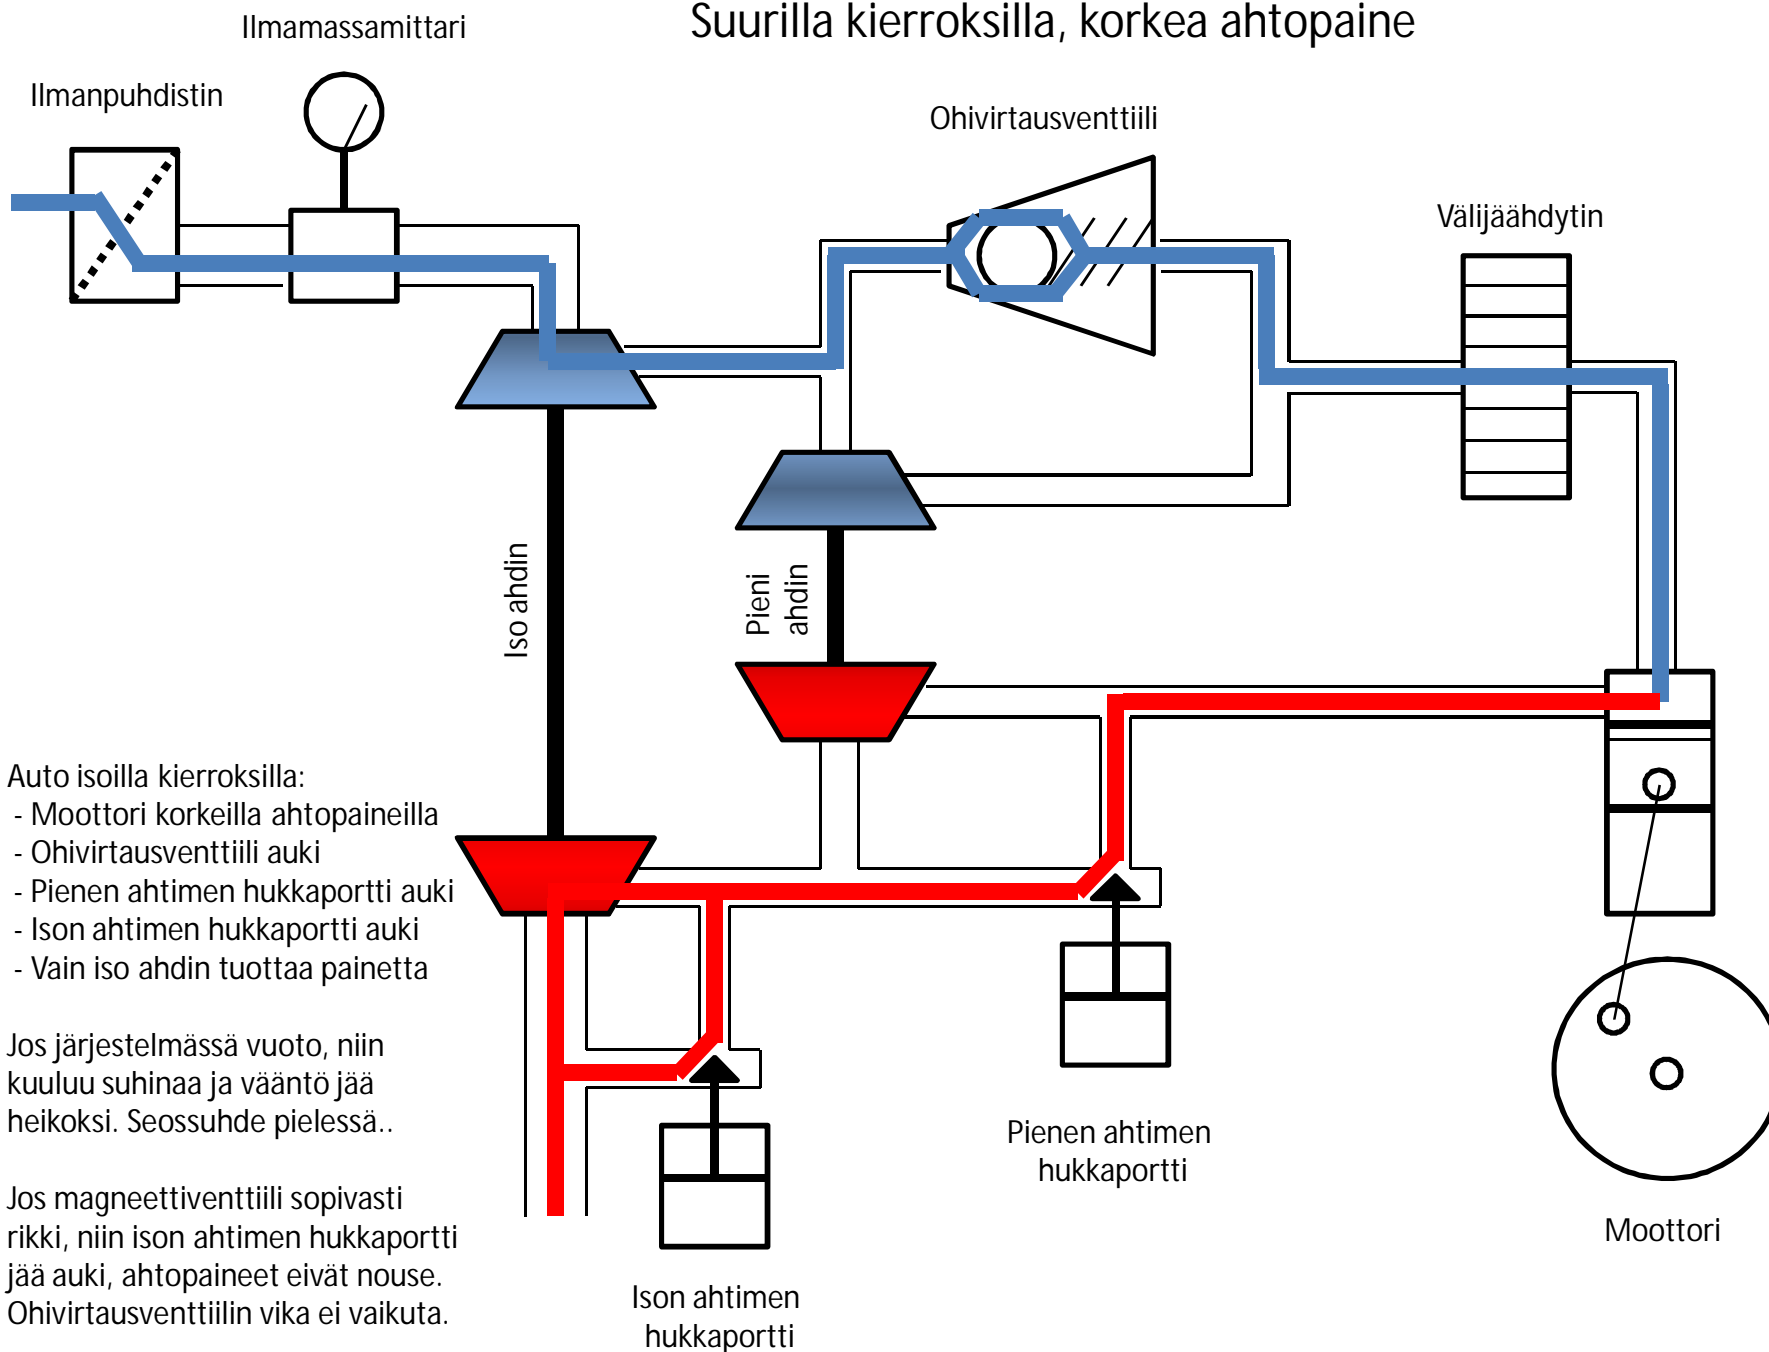 Suurilla kierroksilla, korkea ahtopaine
Ilmamassamittari
Ilmanpuhdistin
Ohivirtausventtiili
Välijäähdytin
Iso ahdin
Pieni
ahdin
Auto isoilla kierroksilla:
- Moottori korkeilla ahtopaineilla
- Ohivirtausventtiili auki
- Pienen ahtimen hukkaportti auki
- Ison ahtimen hukkaportti auki
- Vain iso ahdin tuottaa painetta
Jos järjestelmässä vuoto, niin
kuuluu suhinaa ja vääntö jää
heikoksi. Seossuhde pielessä..
Jos magneettiventtiili sopivasti
rikki, niin ison ahtimen hukkaportti
jää auki, ahtopaineet eivät nouse.
Ohivirtausventtiilin vika ei vaikuta.
Pienen ahtimen
hukkaportti
Ison ahtimen
hukkaportti
Moottori